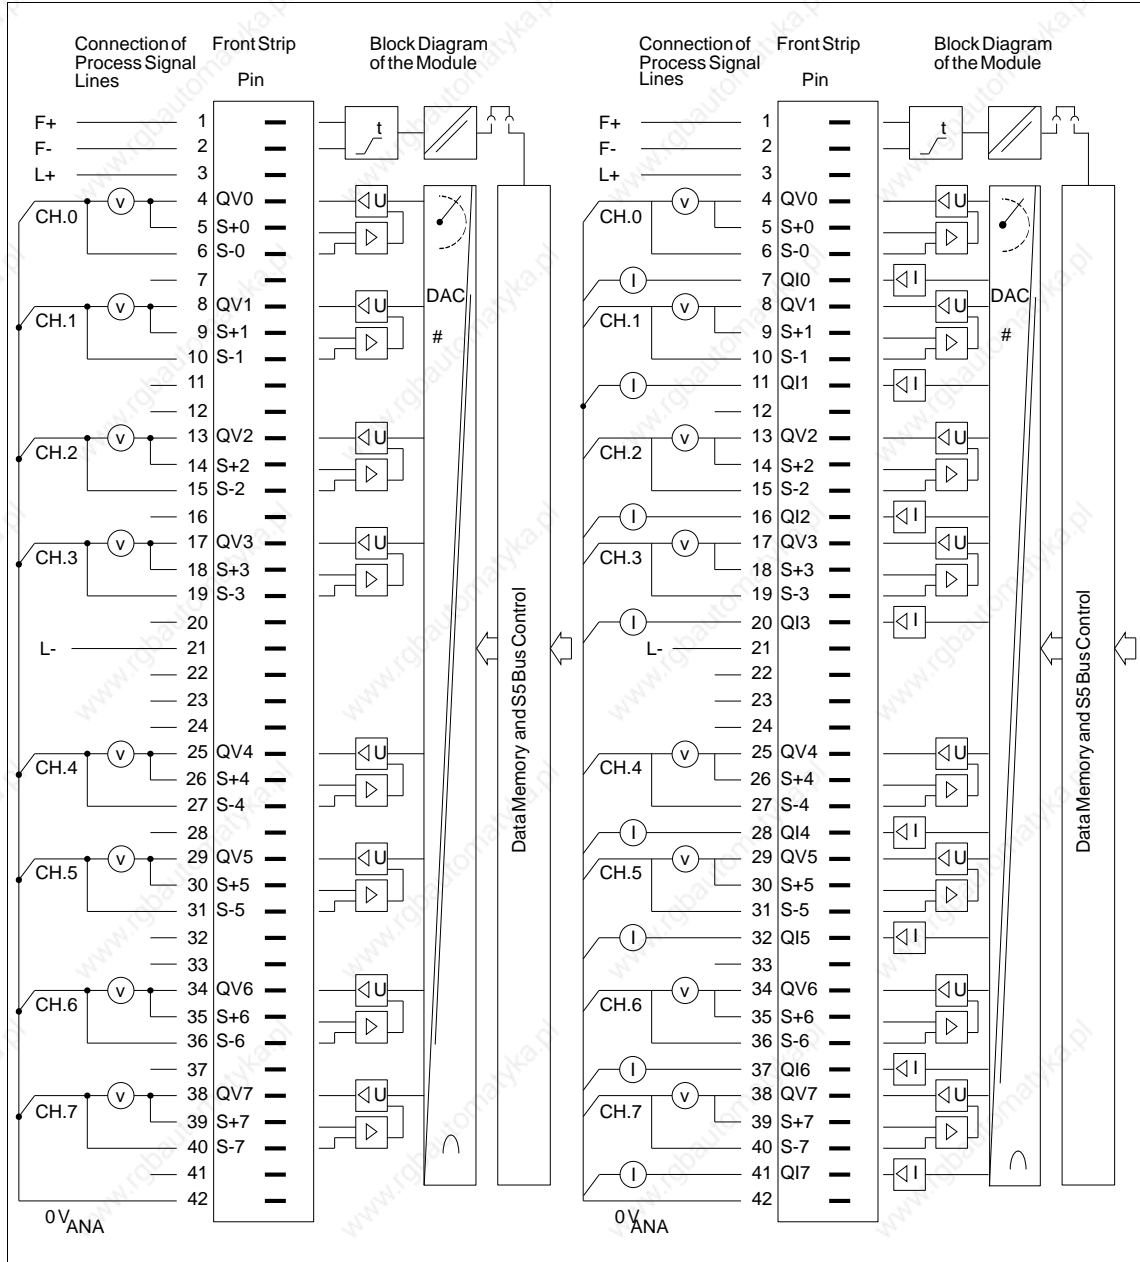 Connection of Process Signal Lines
Front Strip
Pin
Block Diagram of the Module
F+ 1
F- 2
L+ 3
CH.0 V 4 QV0 U
5 S+0
6 S-0
7
CH.1 V 8 QV1 U
9 S+1
10 S-1
11
12
CH.2 V 13 QV2 U
14 S+2
15 S-2
16
CH.3 V 17 QV3 U
18 S+3
19 S-3
20
L- 21
22
23
24
CH.4 V 25 QV4 U
26 S+4
27 S-4
28
CH.5 V 29 QV5 U
30 S+5
31 S-5
32
33
CH.6 V 34 QV6 U
35 S+6
36 S-6
37
CH.7 V 38 QV7 U
39 S+7
40 S-7
41
42
0 V ANA
t
DAC
#
Data Memory and S5 Bus Control
Connection of Process Signal Lines
Front Strip
Pin
Block Diagram of the Module
F+ 1
F- 2
L+ 3
CH.0 V 4 QV0 U
5 S+0
6 S-0
I 7 QI0 I
CH.1 V 8 QV1 U
9 S+1
10 S-1
I 11 QI1 I
12
CH.2 V 13 QV2 U
14 S+2
15 S-2
I 16 QI2 I
CH.3 V 17 QV3 U
18 S+3
19 S-3
I 20 QI3 I
L- 21
22
23
24
CH.4 V 25 QV4 U
26 S+4
27 S-4
I 28 QI4 I
CH.5 V 29 QV5 U
30 S+5
31 S-5
I 32 QI5 I
33
CH.6 V 34 QV6 U
35 S+6
36 S-6
I 37 QI6 I
CH.7 V 38 QV7 U
39 S+7
40 S-7
I 41 QI7 I
42
0 V ANA
t
DAC
#
Data Memory and S5 Bus Control
www.rgbautomatyka.pl